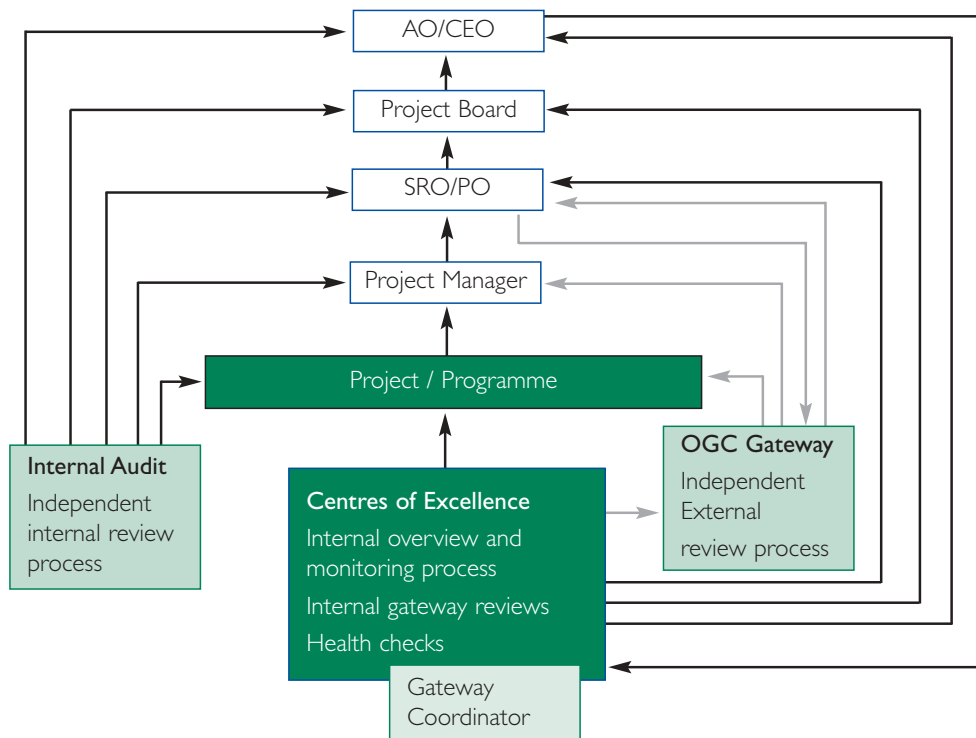 AO/CEO
Project Board
SRO/PO
Project Manager
Project / Programme
Internal Audit
Independent
internal review
process
Centres of Excellence
Internal overview and
monitoring process
Internal gateway reviews
Health checks
Gateway
Coordinator
OGC Gateway
Independent
External
review process